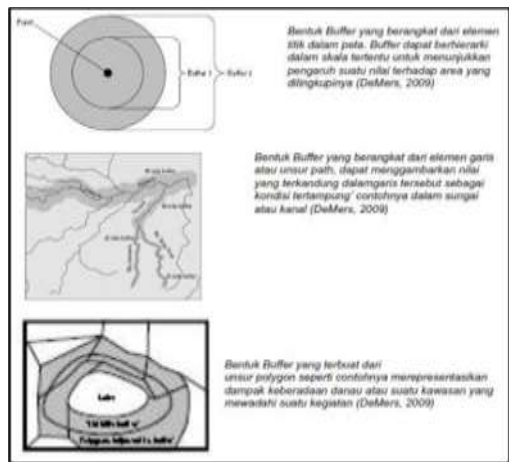 Point
Buffer 1
Buffer 2
Bentuk Buffer yang berangkat dari elemen
titik dalam peta. Buffer dapat berhierarki
dalam skala tertentu untuk menunjukkan
pengaruh suatu nilai terhadap area yang
dilingkupinya (DeMers, 2009)
Bentuk Buffer yang berangkat dari elemen garis
atau unsur path, dapat menggambarkan nilai
yang terkandung dalamgaris tersebut sebagai
kondisi tertampung' contohnya dalam sungai
atau kanal (DeMers, 2009)
Bentuk Buffer yang terbuat dari
unsur polygon seperti contohnya merepresentasikan
dampak keberadaan danau atau suatu kawasan yang
mewadahi suatu kegiatan (DeMers, 2009)
Lake